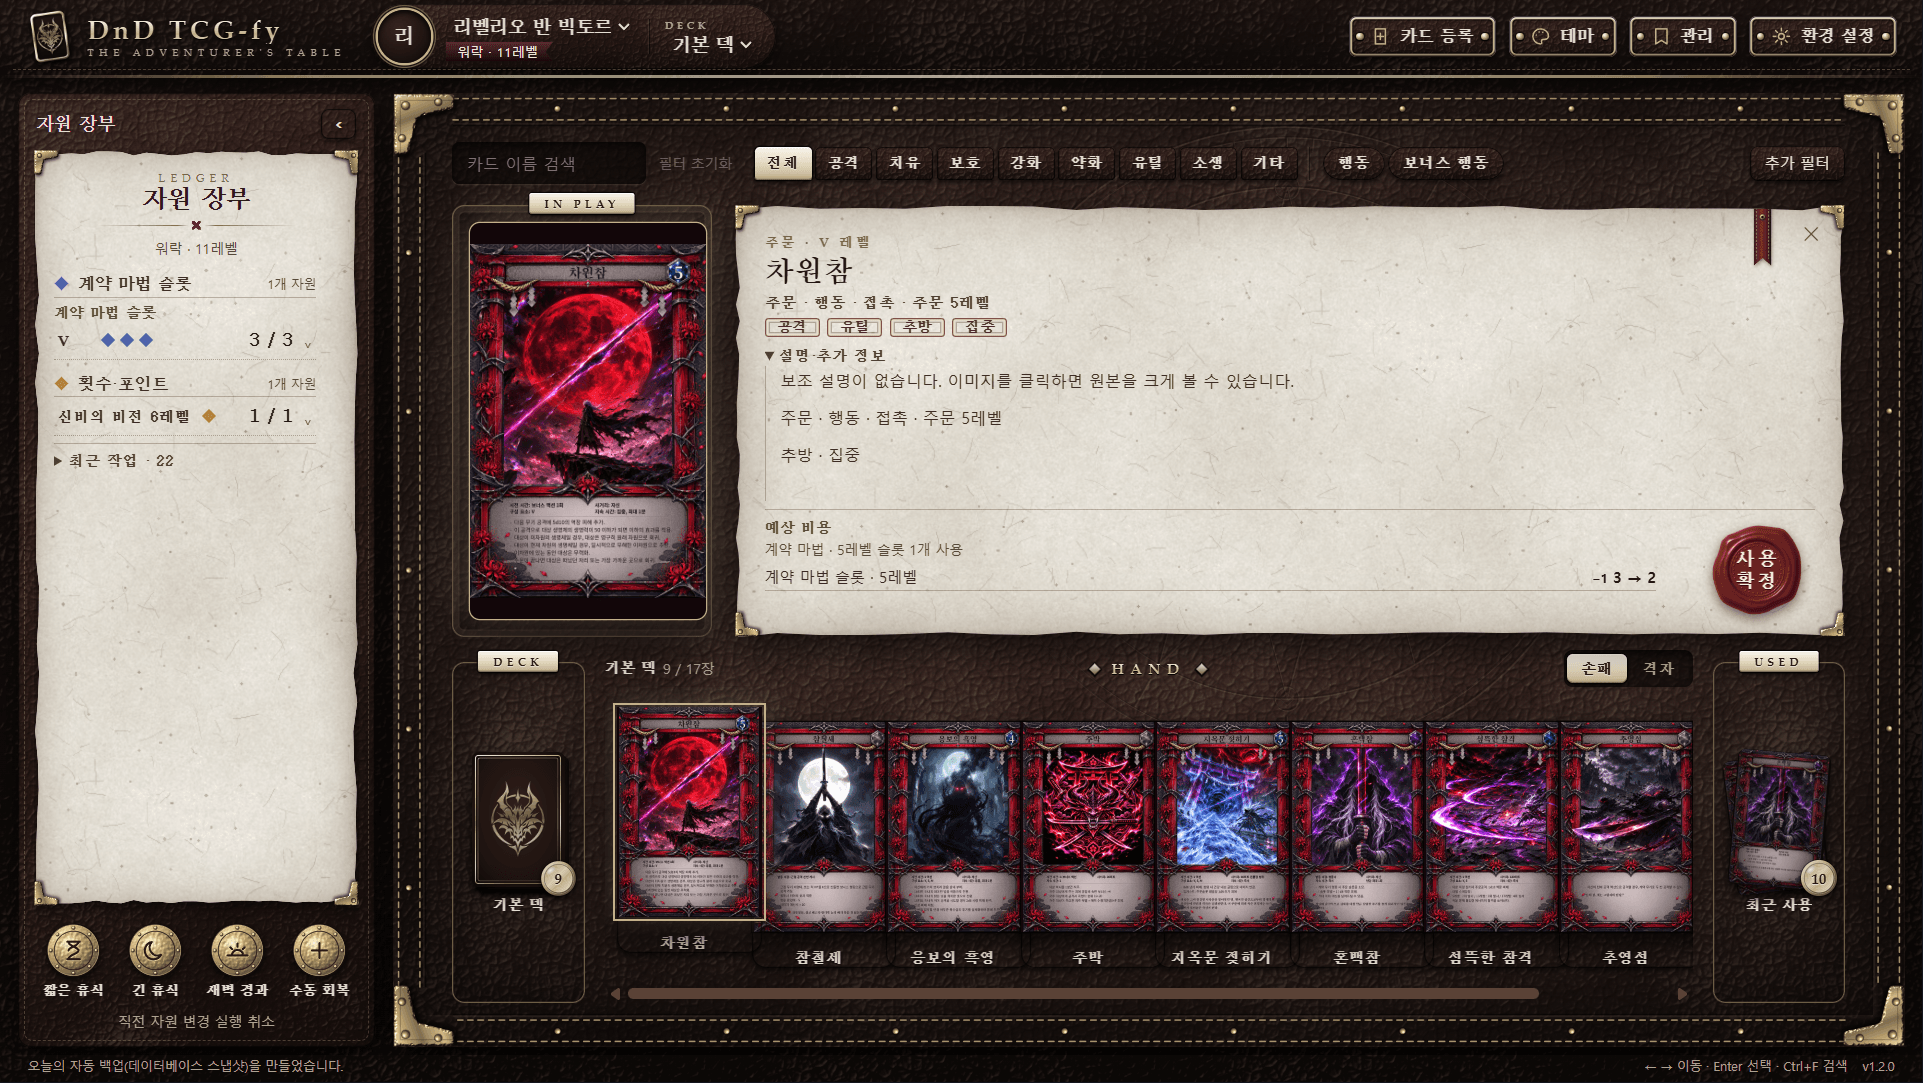 DnD TCG-fy
THE ADVENTURER'S TABLE
리
리벨리오 반 빅토르
워락 · 11레벨
DECK
기본 덱
카드 등록
테마
관리
환경 설정
자원 장부
LEDGER
자원 장부
워락 · 11레벨
계약 마법 슬롯 1개 자원
계약 마법 슬롯
V 3 / 3
횟수·포인트 1개 자원
신비의 비전 6레벨 1 / 1
최근 작업 · 22
짧은 휴식
긴 휴식
새벽 경과
수동 회복
직전 자원 변경 실행 취소
오늘의 자동 백업(데이터베이스 스냅샷)을 만들었습니다.
카드 이름 검색
필터 초기화
전체 공격 치유 보호 강화 약화 유틸 소생 기타 행동 보너스 행동
추가 필터
IN PLAY
차원참
5
주문 · V 레벨
차원참
주문 · 행동 · 접촉 · 주문 5레벨
공격 유틸 추방 집중
설명·추가 정보
보조 설명이 없습니다. 이미지를 클릭하면 원본을 크게 볼 수 있습니다.
주문 · 행동 · 접촉 · 주문 5레벨
추방 · 집중
예상 비용
계약 마법 · 5레벨 슬롯 1개 사용
계약 마법 슬롯 · 5레벨 −1 3 → 2
사용
확정
DECK
9
기본 덱
기본 덱 9 / 17장
HAND
손패 격자
차원참
참월세
응보의 흑영
주박
지옥문 젖히기
혼백참
섬뜩한 참격
추영섬
USED
10
최근 사용
← → 이동 · Enter 선택 · Ctrl+F 검색 v1.2.0